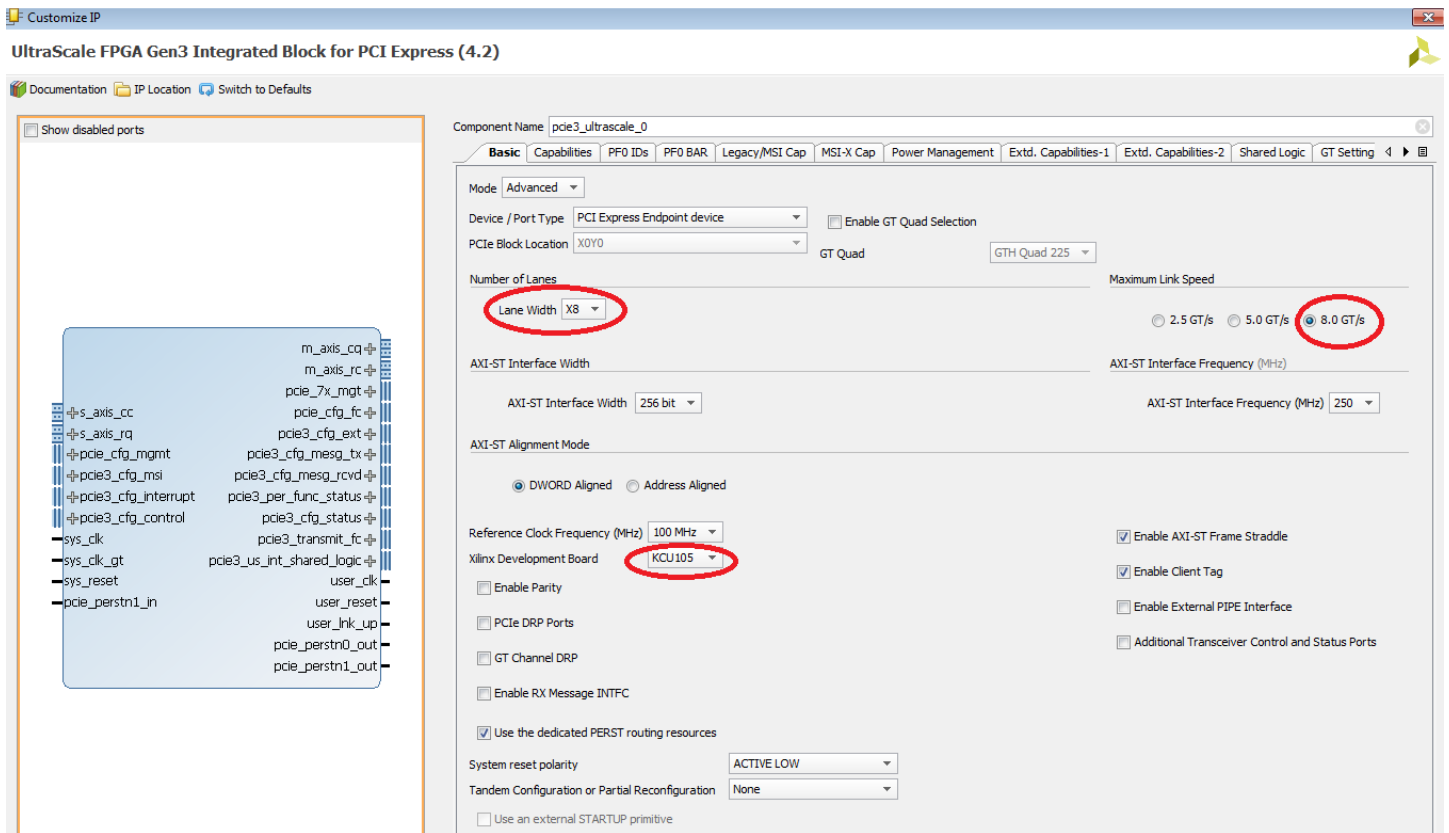 Customize IP
UltraScale FPGA Gen3 Integrated Block for PCI Express (4.2)
Documentation IP Location Switch to Defaults
Show disabled ports
m_axis_cq
m_axis_rc
pcie_7x_mgt
s_axis_cc pcie_cfg_fc
s_axis_rq pcie3_cfg_ext
pcie_cfg_mgmt pcie3_cfg_mesg_tx
pcie3_cfg_msi pcie3_cfg_mesg_rcvd
pcie3_cfg_interrupt pcie3_per_func_status
pcie3_cfg_control pcie3_cfg_status
sys_clk pcie3_transmit_fc
sys_clk_gt pcie3_us_int_shared_logic
sys_reset user_clk
pcie_perstn1_in user_reset
user_lnk_up
pcie_perstn0_out
pcie_perstn1_out
Component Name pcie3_ultrascale_0
Basic Capabilities PF0 IDs PF0 BAR Legacy/MSI Cap MSI-X Cap Power Management Extd. Capabilities-1 Extd. Capabilities-2 Shared Logic GT Setting
Mode Advanced
Device / Port Type PCI Express Endpoint device Enable GT Quad Selection
PCIe Block Location X0Y0 GT Quad GTH Quad 225
Number of Lanes Maximum Link Speed
Lane Width X8 2.5 GT/s 5.0 GT/s 8.0 GT/s
AXI-ST Interface Width AXI-ST Interface Frequency (MHz)
AXI-ST Interface Width 256 bit AXI-ST Interface Frequency (MHz) 250
AXI-ST Alignment Mode
DWORD Aligned Address Aligned
Reference Clock Frequency (MHz) 100 MHz Enable AXI-ST Frame Straddle
Xilinx Development Board KCU105
Enable Client Tag
Enable Parity
Enable External PIPE Interface
PCIe DRP Ports
Additional Transceiver Control and Status Ports
GT Channel DRP
Enable RX Message INTFC
Use the dedicated PERST routing resources
System reset polarity ACTIVE LOW
Tandem Configuration or Partial Reconfiguration None
Use an external STARTUP primitive